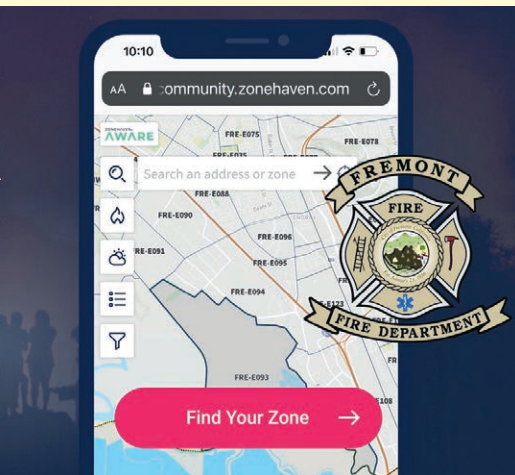 10:10
AA community.zonehaven.com
ZONEHAVEN
AWARE
FRE-E075
FRE-E078
Search an address or zone
FRE-E088
FRE-E090
FRE-E096
FRE-E091
FRE-E095
FRE-E094
FRE-E093
Find Your Zone
FREMONT
FIRE
FIRE DEPARTMENT